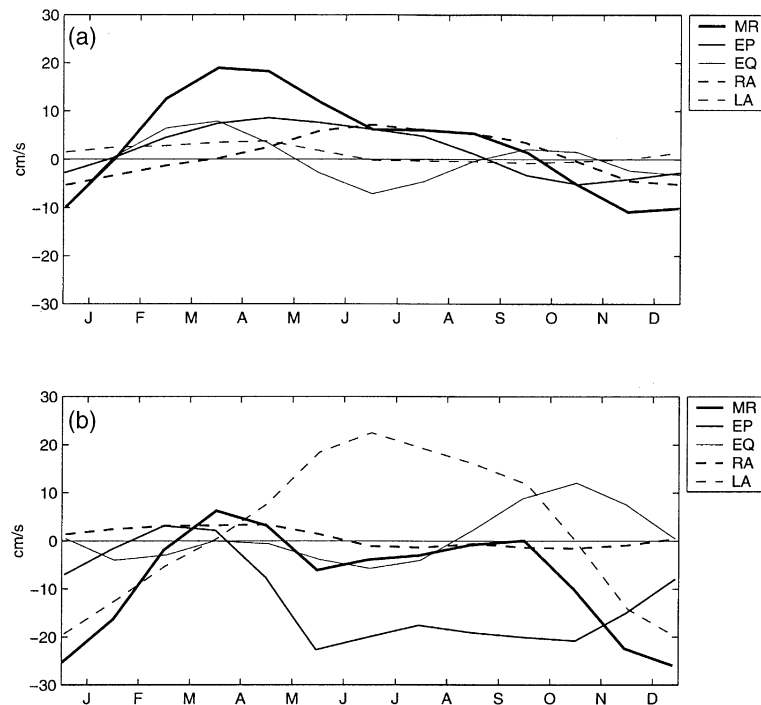 (a)
30
20
10
0
−10
−20
−30
cm/s
J F M A M J J A S O N D
MR
EP
EQ
RA
LA
(b)
30
20
10
0
−10
−20
−30
cm/s
J F M A M J J A S O N D
MR
EP
EQ
RA
LA